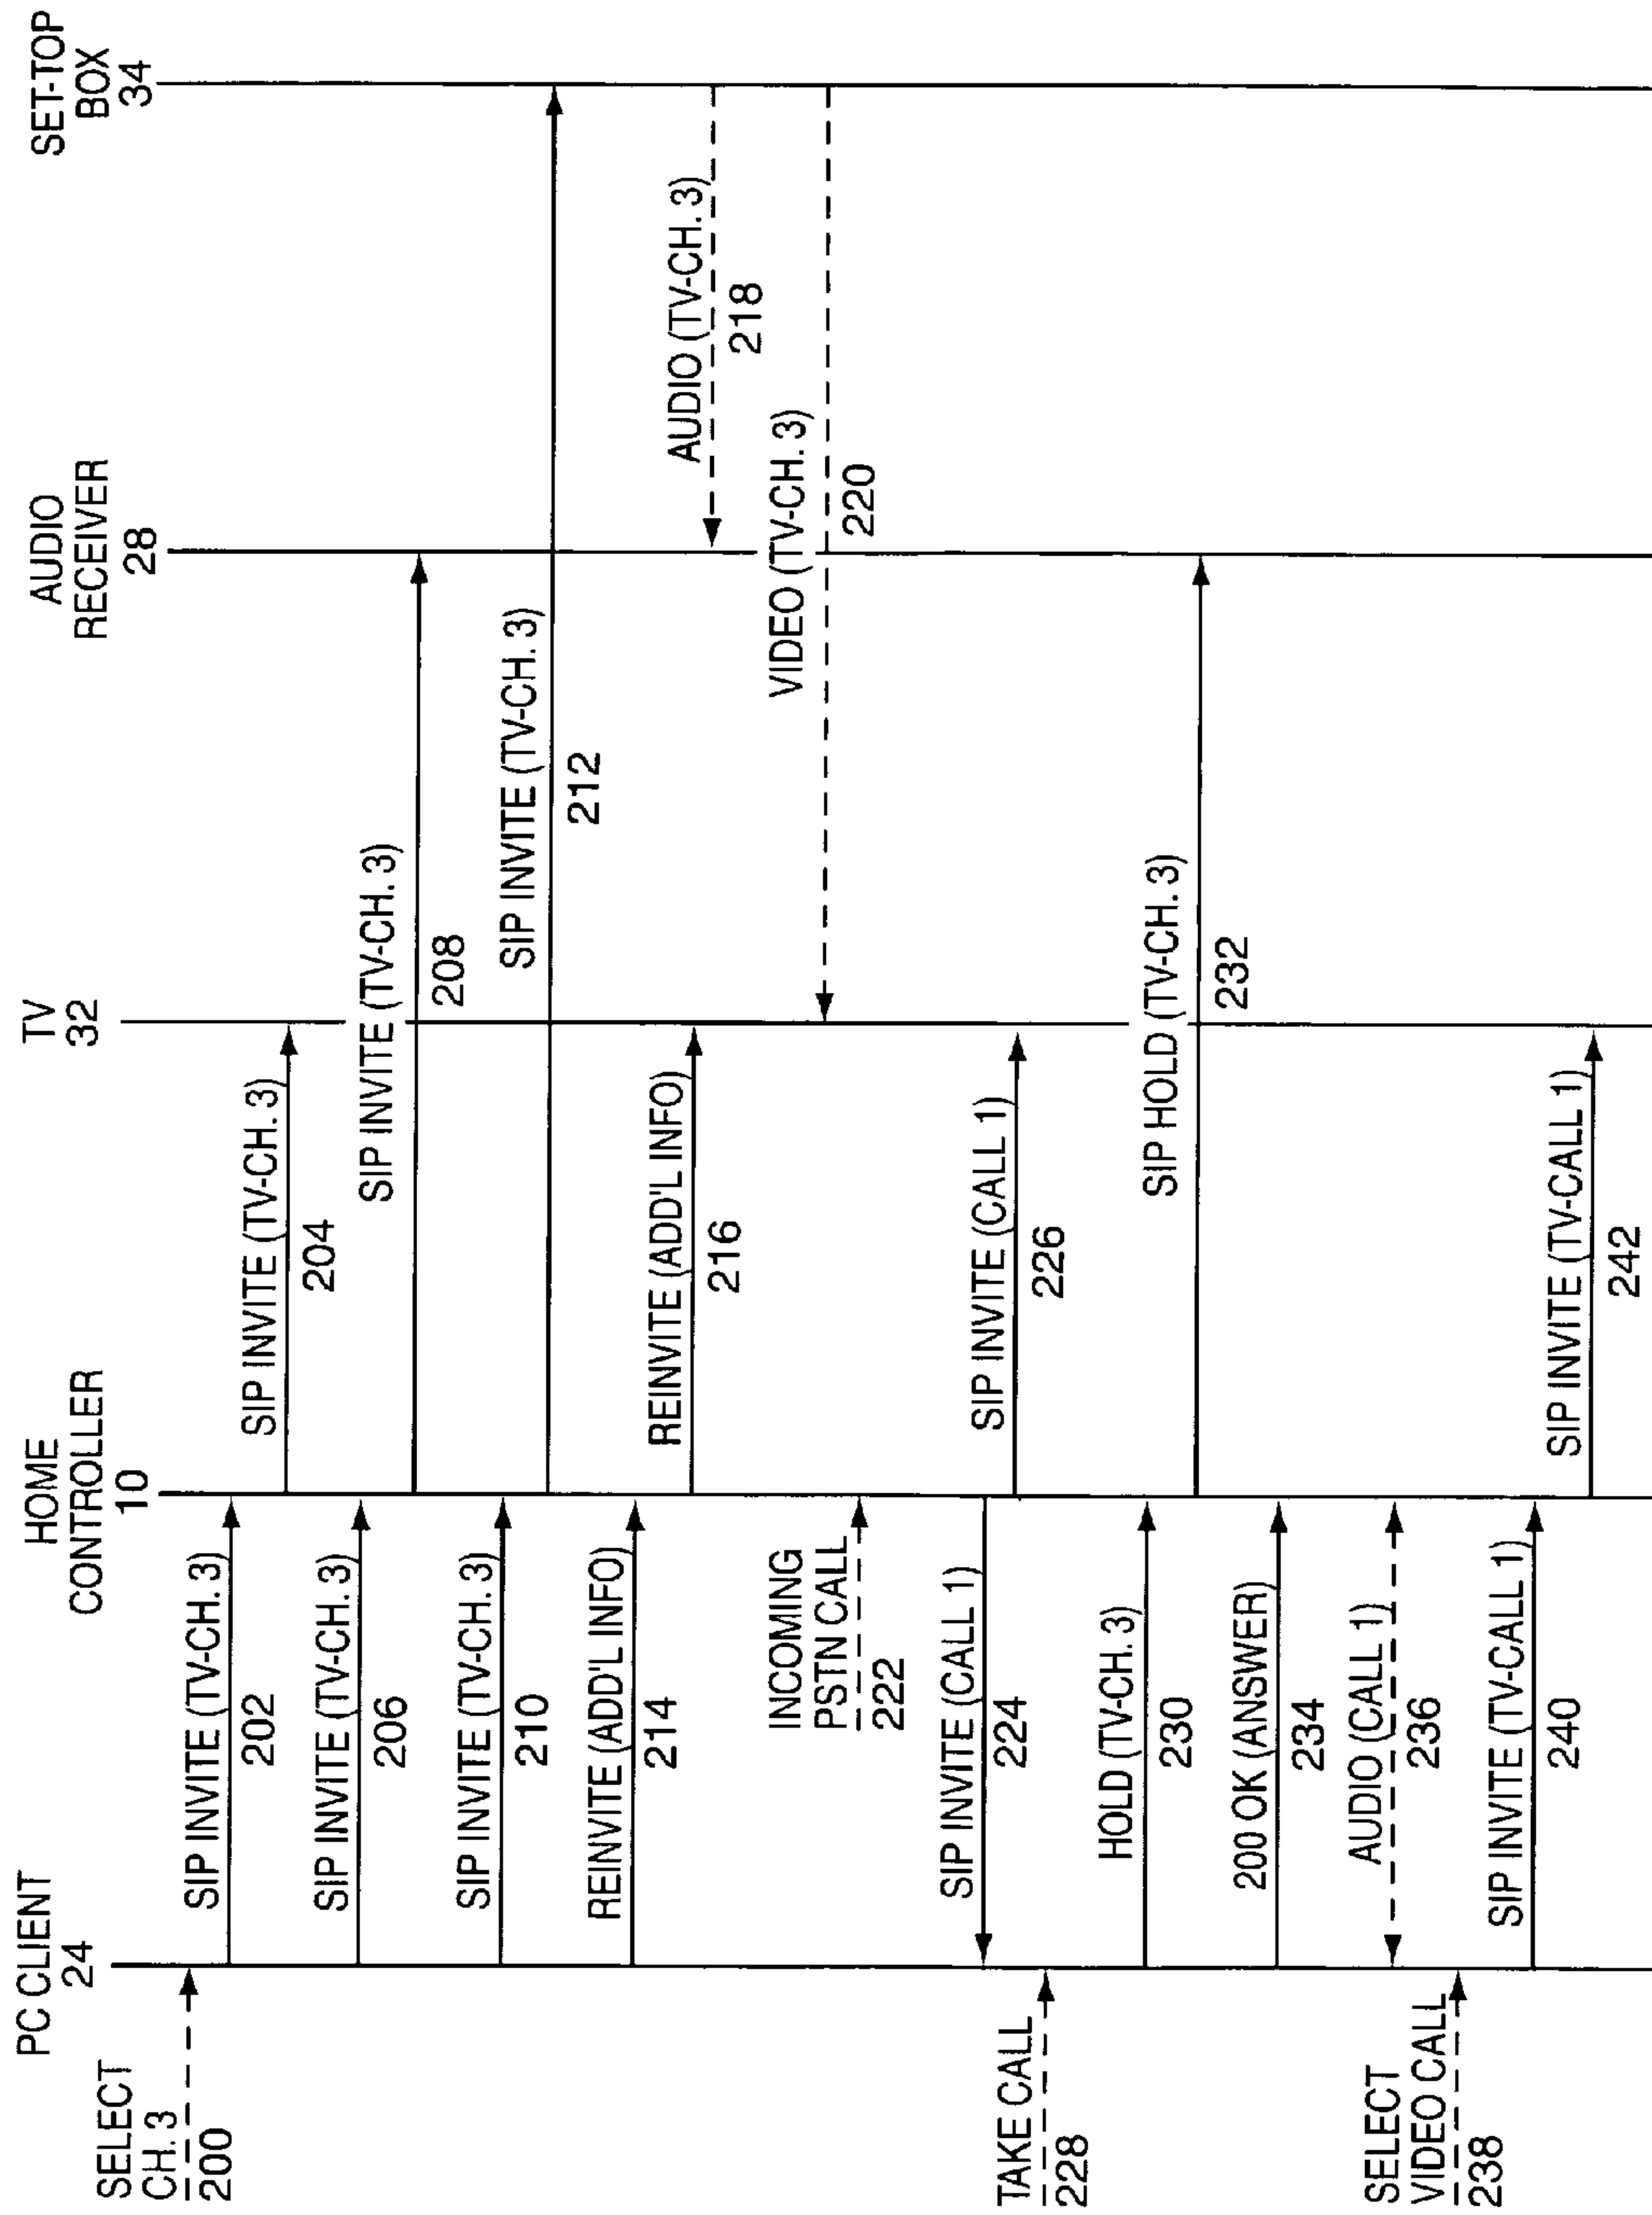 PC CLIENT
24
HOME
CONTROLLER
10
TV
32
AUDIO
RECEIVER
28
SET-TOP
BOX
34
SELECT
CH. 3
200
SIP INVITE (TV-CH. 3)
202
SIP INVITE (TV-CH. 3)
204
SIP INVITE (TV-CH. 3)
206
SIP INVITE (TV-CH. 3)
208
SIP INVITE (TV-CH. 3)
210
SIP INVITE (TV-CH. 3)
212
REINVITE (ADD'L INFO)
214
REINVITE (ADD'L INFO)
216
AUDIO (TV-CH. 3)
218
VIDEO (TV-CH. 3)
220
INCOMING
PSTN CALL
222
SIP INVITE (CALL 1)
224
SIP INVITE (CALL 1)
226
TAKE CALL
228
HOLD (TV-CH. 3)
230
SIP HOLD (TV-CH. 3)
232
200 OK (ANSWER)
234
AUDIO (CALL 1)
236
SELECT
VIDEO CALL
238
SIP INVITE (TV-CALL 1)
240
SIP INVITE (TV-CALL 1)
242